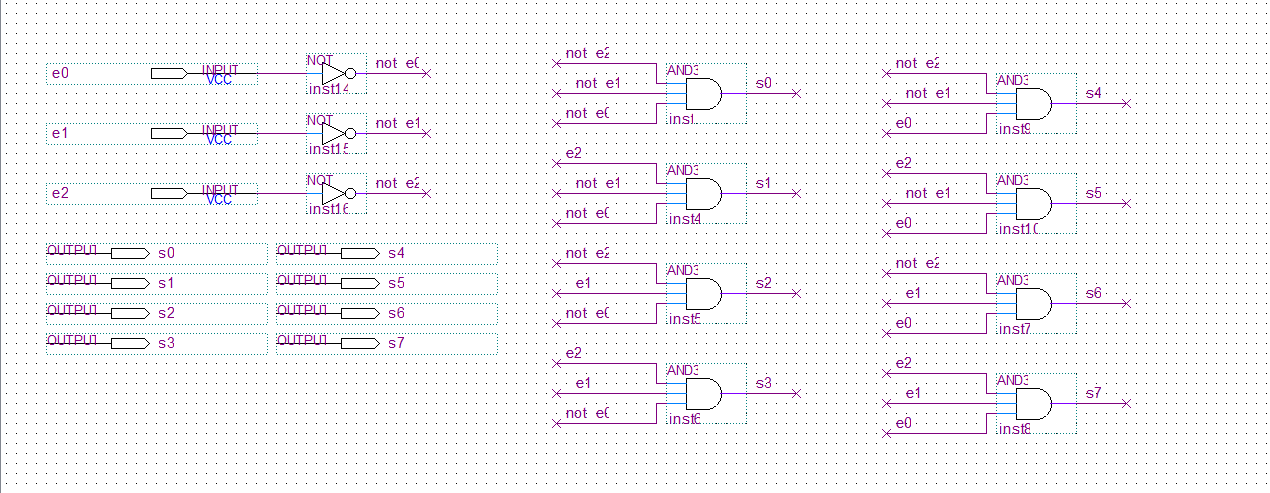 e0 INPUT VCC NOT inst14 not e0
e1 INPUT VCC NOT inst15 not e1
e2 INPUT VCC NOT inst16 not e2
OUTPUT s0 OUTPUT s4
OUTPUT s1 OUTPUT s5
OUTPUT s2 OUTPUT s6
OUTPUT s3 OUTPUT s7
not e2
AND3
not e1 s0
not e0 inst
e2
AND3
not e1 s1
not e0 inst4
not e2
AND3
e1 s2
not e0 inst5
e2
AND3
e1 s3
not e0 inst6
not e2
AND3
not e1 s4
e0 inst9
e2
AND3
not e1 s5
e0 inst10
not e2
AND3
e1 s6
e0 inst7
e2
AND3
e1 s7
e0 inst8